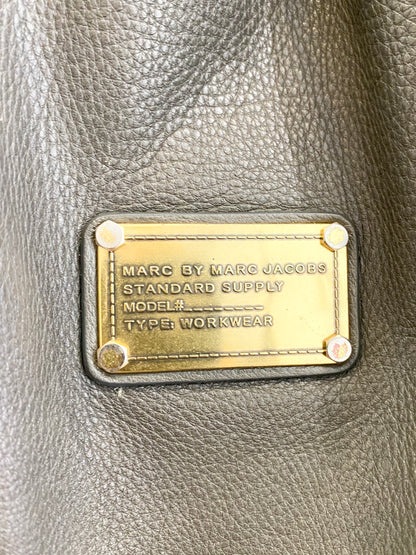 MARC BY MARC JACOBS
STANDARD SUPPLY
MODEL#_ _ _ _ _ _ _
TYPE: WORKWEAR